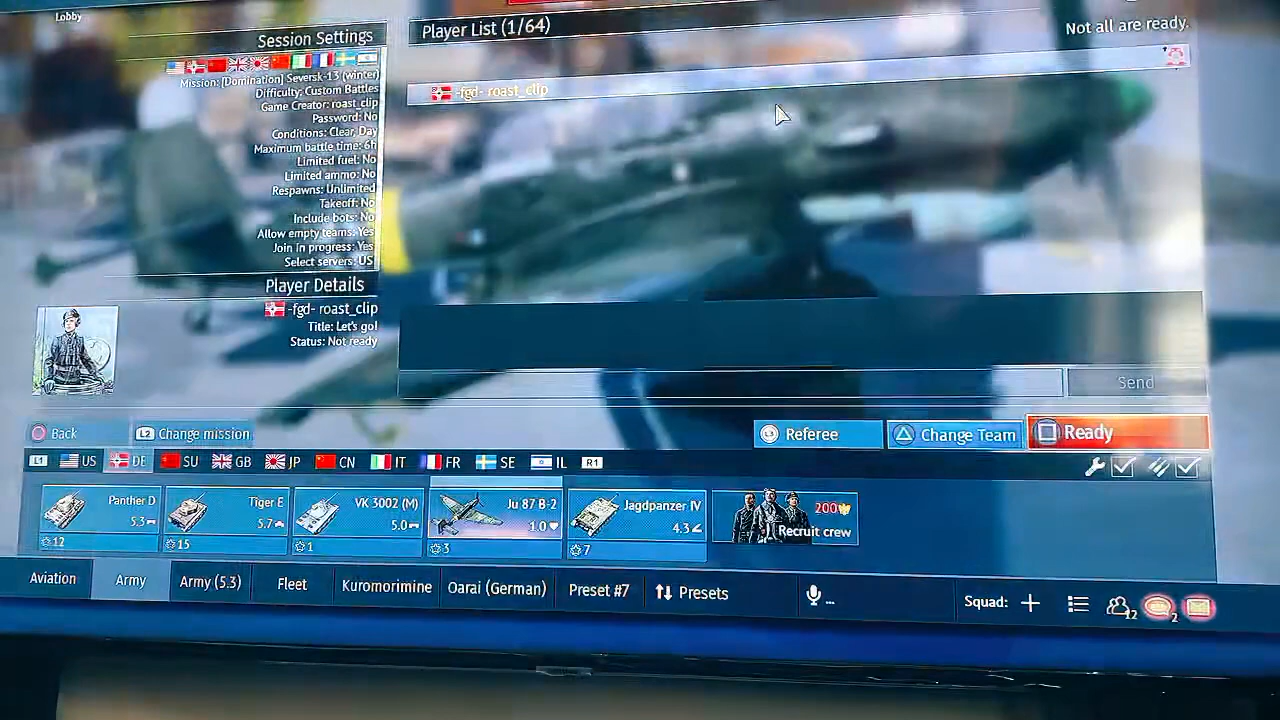 Lobby
Session Settings
Mission: [Domination] Seversk-13 (winter)
Difficulty: Custom Battles
Game Creator: roast_clip
Password: No
Conditions: Clear, Day
Maximum battle time: 6h
Limited fuel: No
Limited ammo: No
Respawns: Unlimited
Takeoff: No
Include bots: No
Allow empty teams: Yes
Join in progress: Yes
Select servers: US
Player Details
-fgd- roast_clip
Title: Let's go!
Status: Not ready
Player List (1/64)
Not all are ready.
-fgd- roast_clip
Send
Back
L2 Change mission
Referee
Change Team
Ready
L1 US DE SU GB JP CN IT FR SE IL R1
Panther D
5.3
12
Tiger E
5.7
15
VK 3002 (M)
5.0
1
Ju 87 B-2
1.0
3
Jagdpanzer IV
4.3
7
200
Recruit crew
Aviation Army Army (5.3) Fleet Kuromorimine Oarai (German) Preset #7 Presets ... Squad: + 12 2